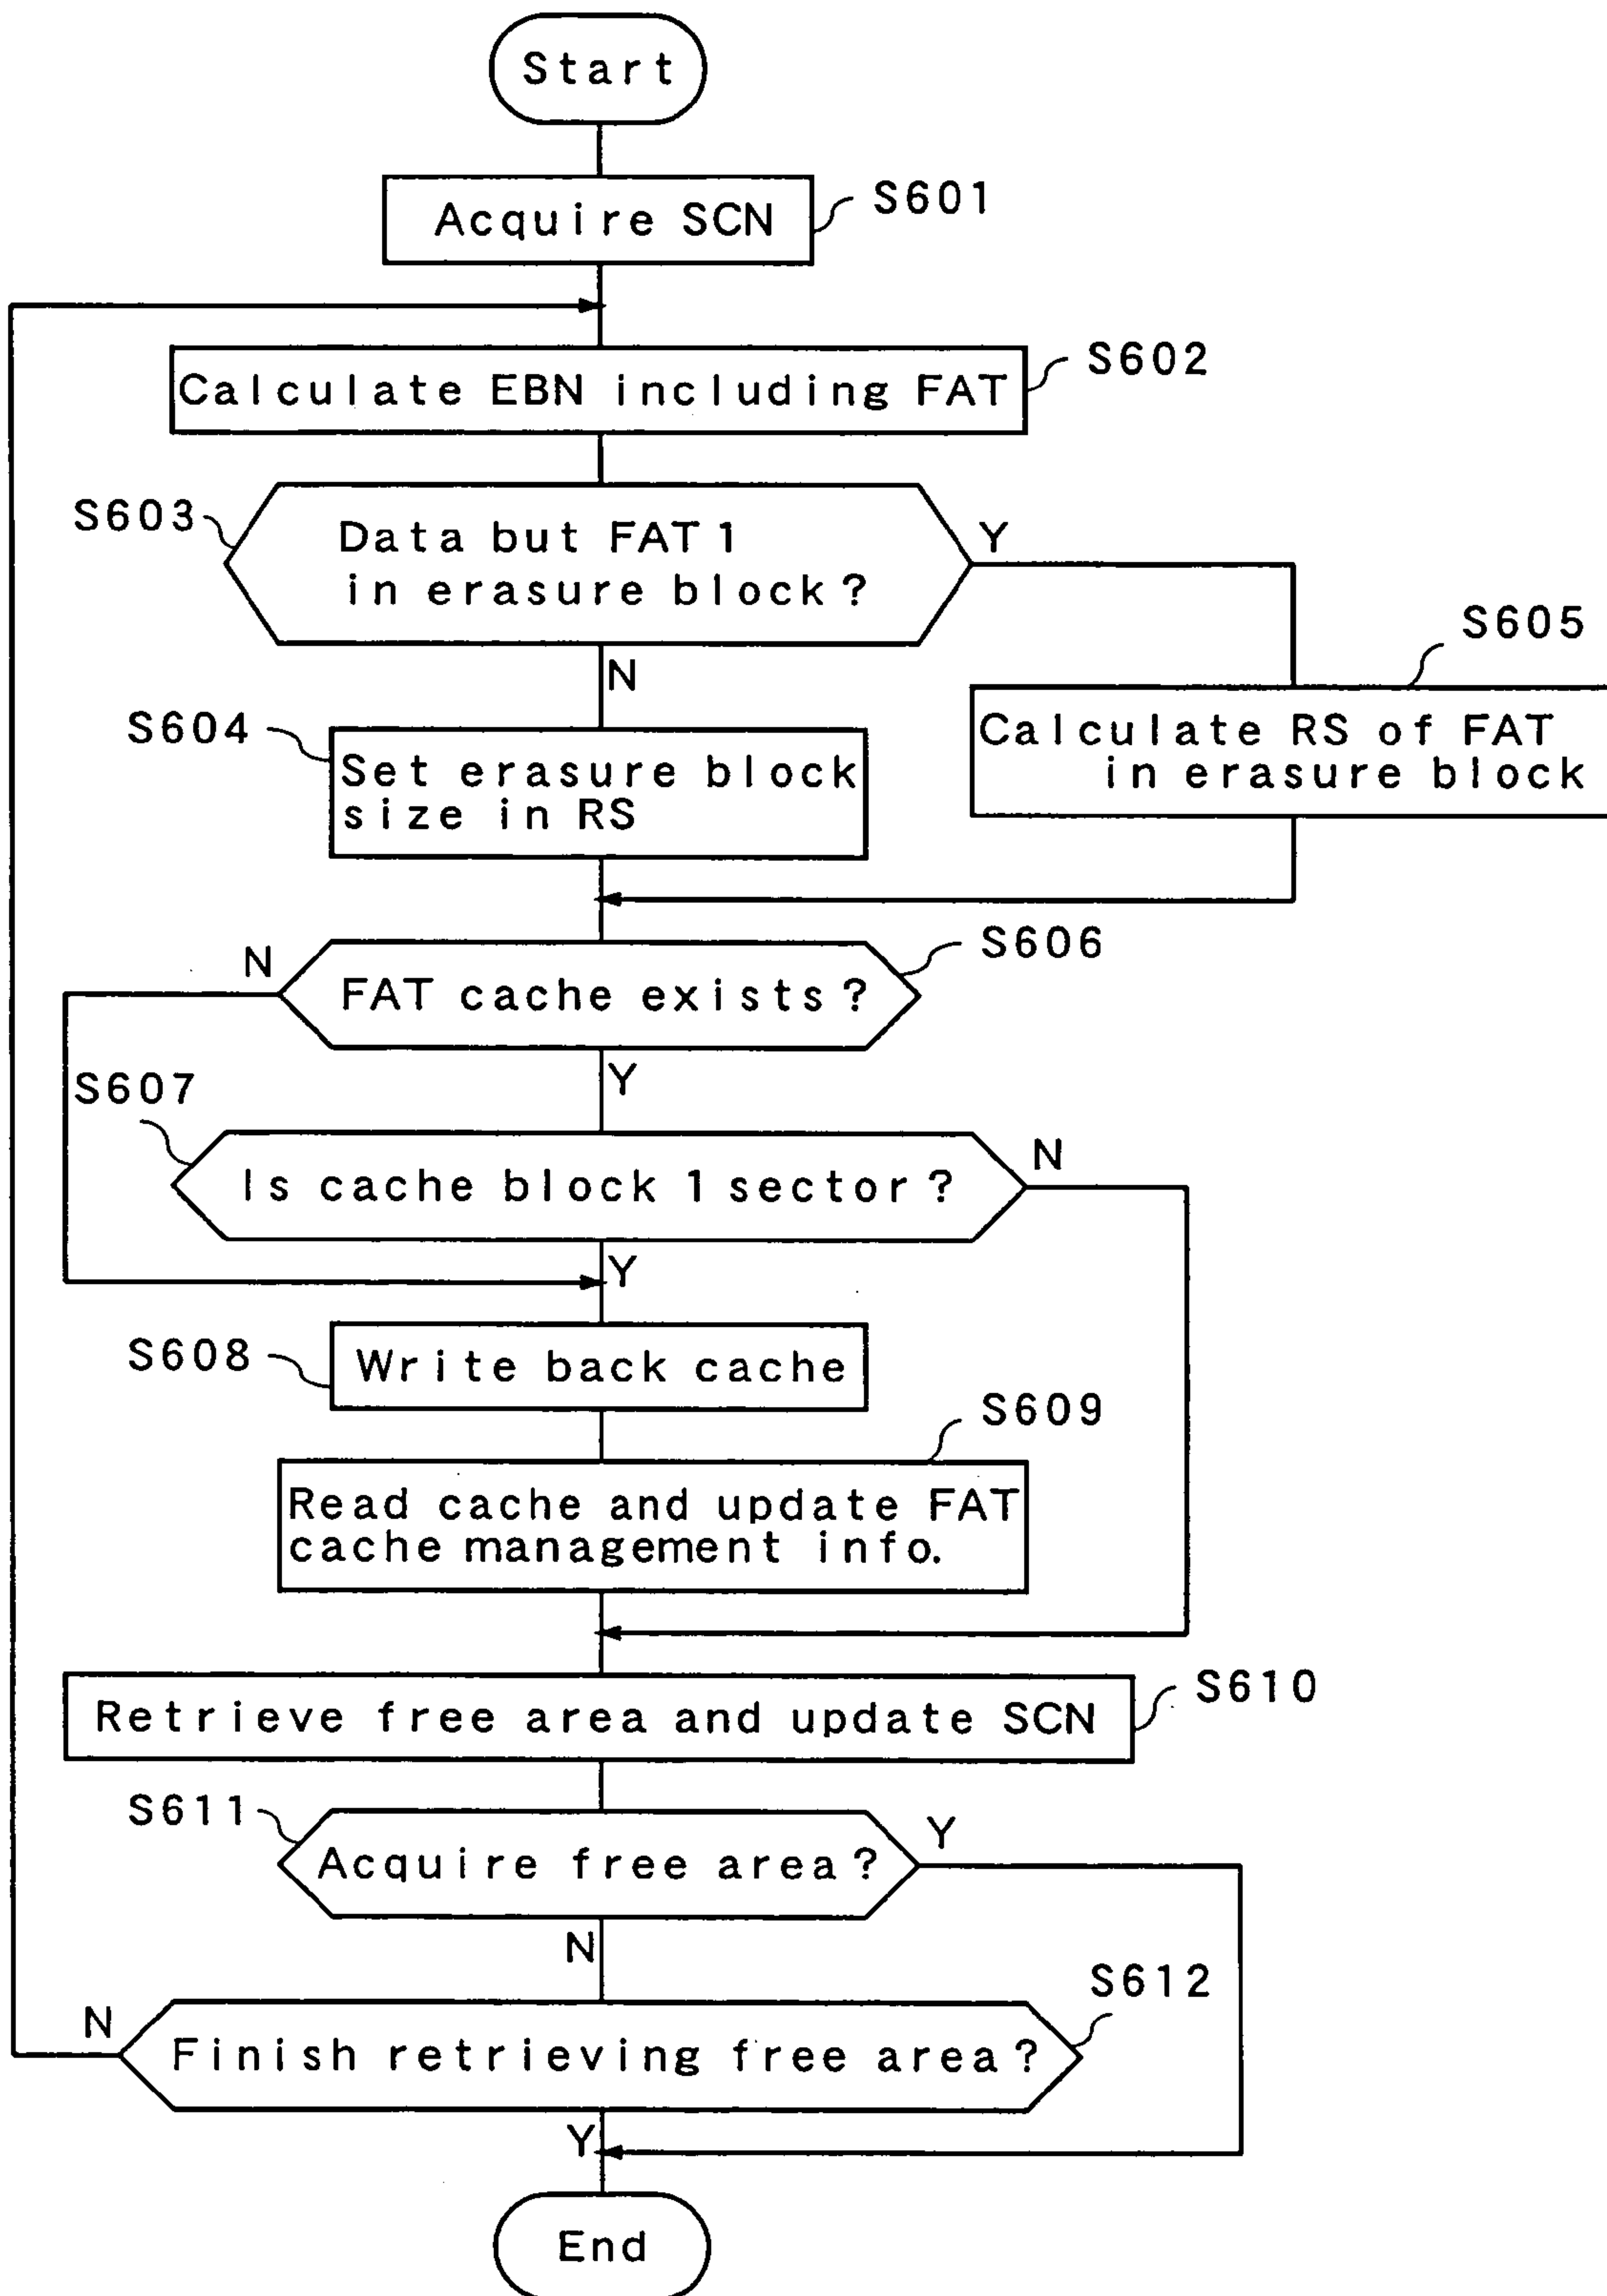 Start
Acquire SCN
S601
Calculate EBN including FAT
S602
S603
Data but FAT1
in erasure block?
Y
N
S605
Calculate RS of FAT
in erasure block
S604
Set erasure block
size in RS
S606
N
FAT cache exists?
Y
S607
Is cache block 1 sector?
N
Y
S608
Write back cache
S609
Read cache and update FAT
cache management info.
Retrieve free area and update SCN
S610
S611
Acquire free area?
Y
N
S612
N
Finish retrieving free area?
Y
End